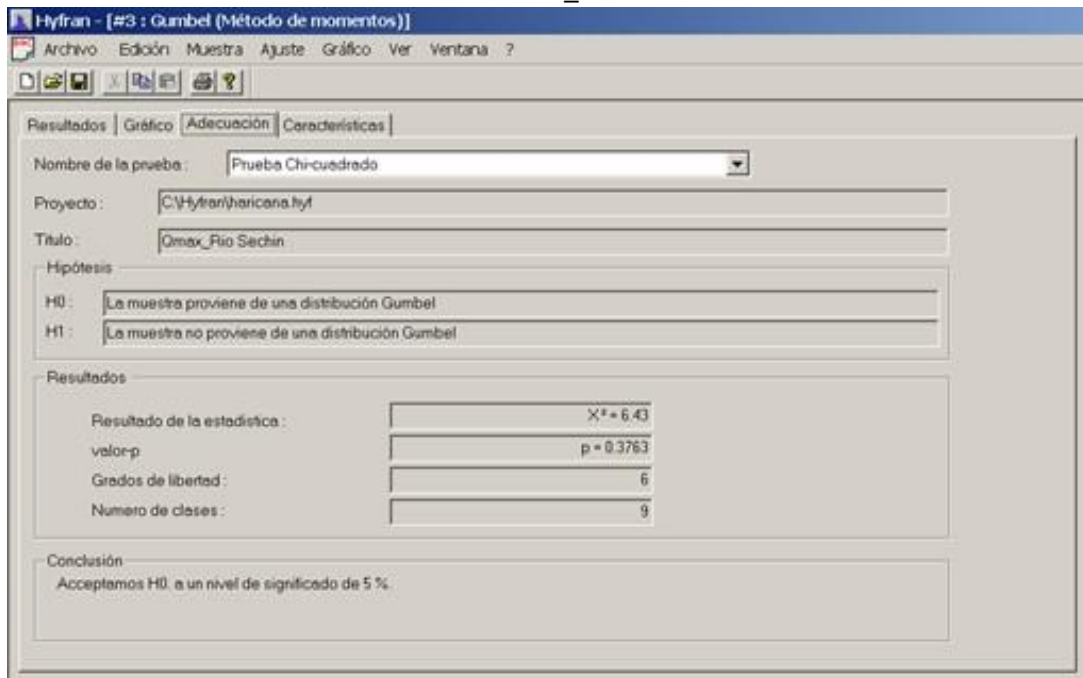 Hyfran - [#3 : Gumbel (Método de momentos)]
Archivo Edición Muestra Ajuste Gráfico Ver Ventana ?
Resultados Gráfico Adecuación Características
Nombre de la prueba : Prueba Chi-cuadrado
Proyecto : C:\Hyfran\haricana.hyf
Titulo : Qmax_Rio Sechin
Hipótesis
H0 : La muestra proviene de una distribución Gumbel
H1 : La muestra no proviene de una distribución Gumbel
Resultados
Resultado de la estadistica : X² = 6.43
valor-p p = 0.3763
Grados de libertad : 6
Numero de clases : 9
Conclusión
Acceptamos H0. a un nivel de significado de 5 %.